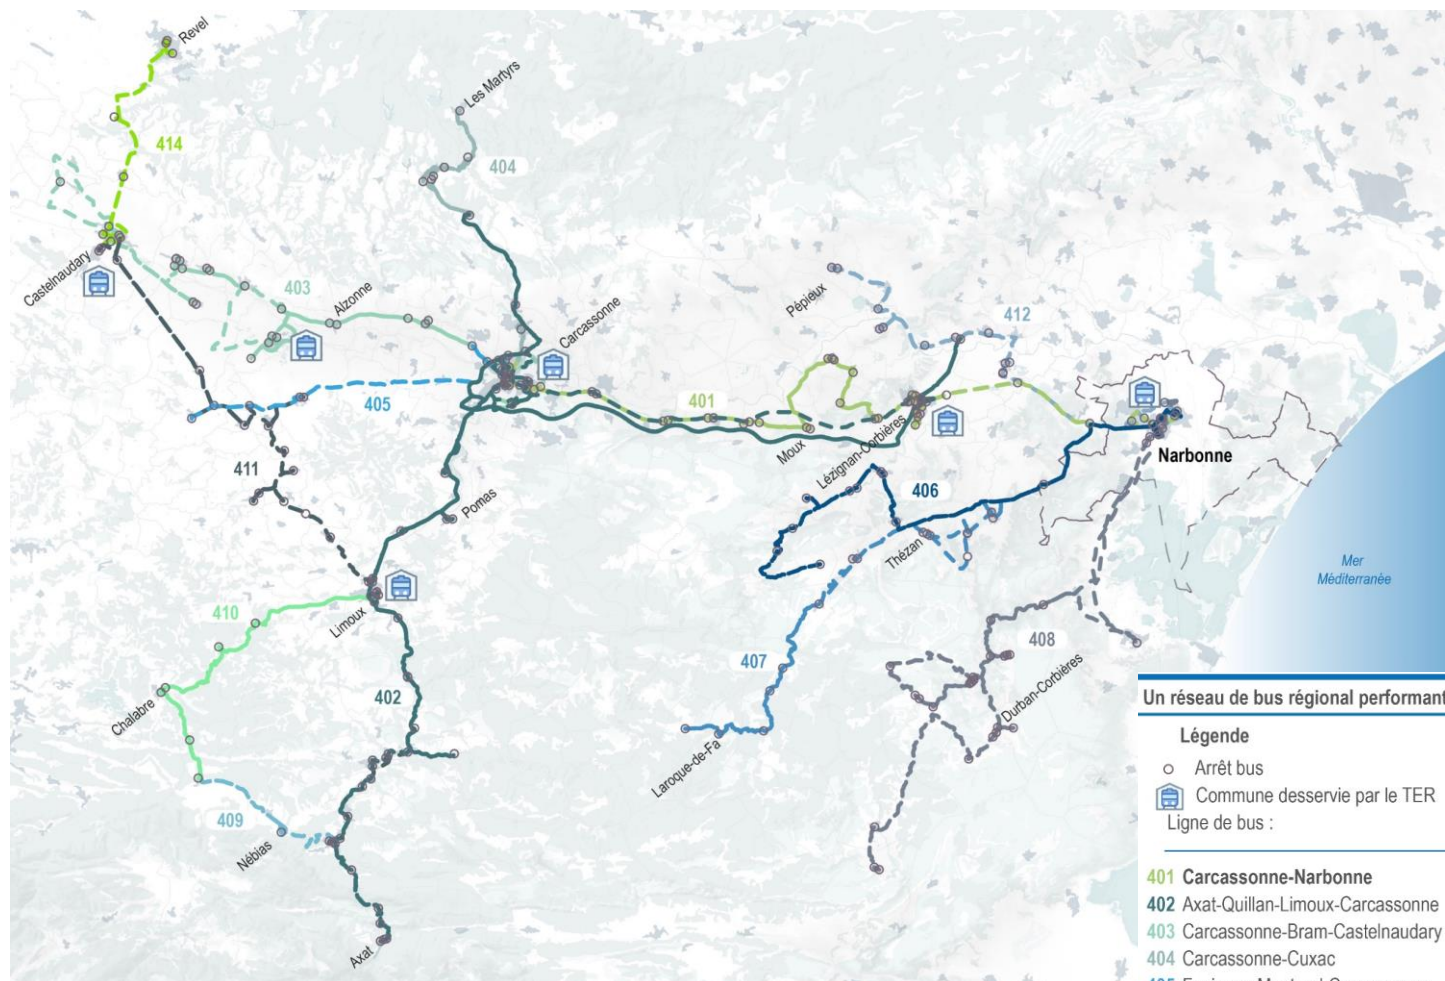 Revel
Les Martyrs
414
404
Castelnaudary
403
Alzonne
Carcassonne
Pépieux
412
405
401
Moux
Lézignan-Corbières
Narbonne
411
Pomas
406
Thézan
Mer
Méditerranée
410
Limoux
408
407
Durban-Corbières
Chalabre
402
Laroque-de-Fa
409
Nébias
Axat
Un réseau de bus régional performant
Légende
Arrêt bus
Commune desservie par le TER
Ligne de bus :
401 Carcassonne-Narbonne
402 Axat-Quillan-Limoux-Carcassonne
403 Carcassonne-Bram-Castelnaudary
404 Carcassonne-Cuxac